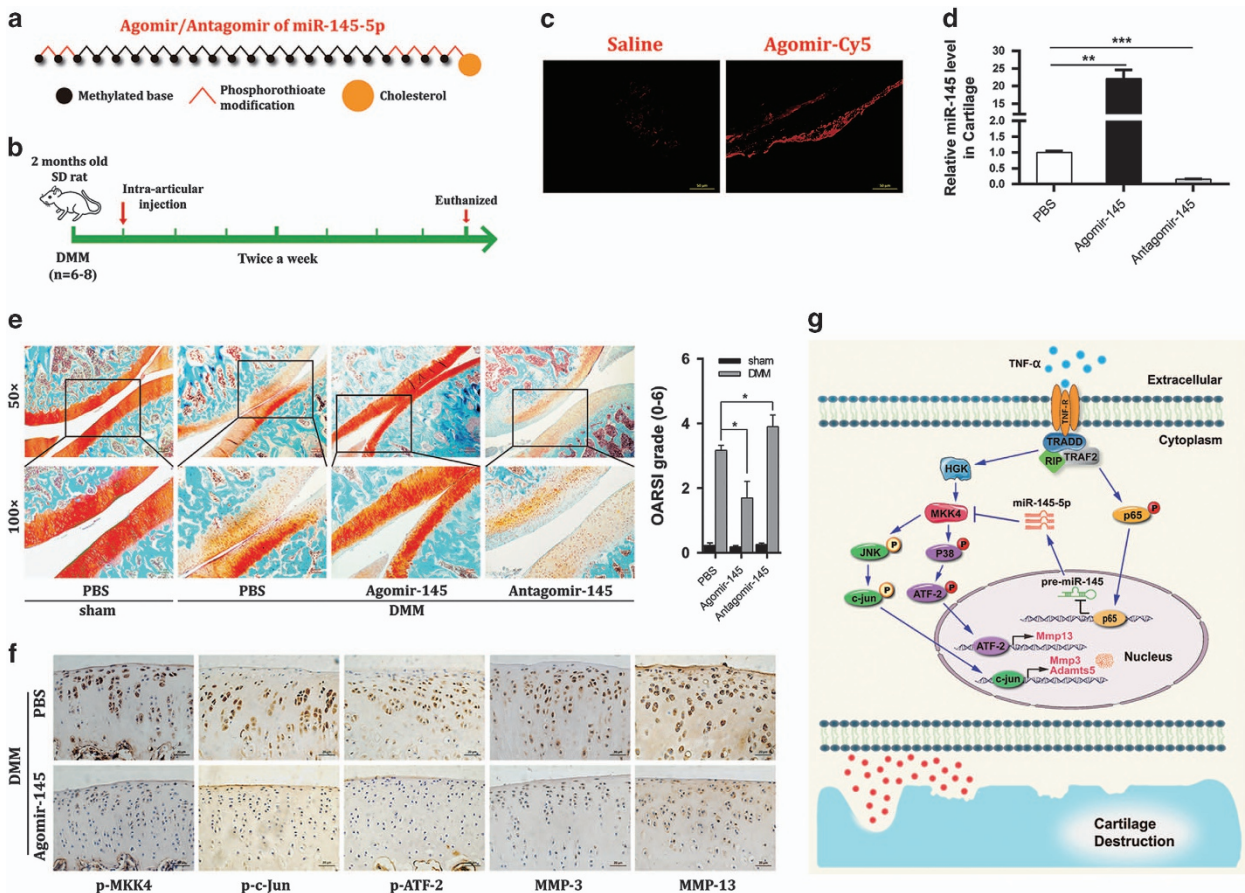 a
Agomir/Antagomir of miR-145-5p
Methylated base
Phosphorothioate
modification
Cholesterol
b
2 months old
SD rat
Intra-articular
injection
Euthanized
DMM
(n=6-8)
Twice a week
c
Saline
Agomir-Cy5
50 μm
50 μm
d
***
**
Relative miR-145 level
in Cartilage
25
20
15
10
5
2.0
1.5
1.0
0.5
0.0
PBS
Agomir-145
Antagomir-145
e
50×
100×
PBS
PBS
Agomir-145
Antagomir-145
sham
DMM
OARSI grade (0-6)
6
4
2
0
sham
DMM
*
*
PBS
Agomir-145
Antagomir-145
f
DMM
PBS
Agomir-145
p-MKK4
p-c-Jun
p-ATF-2
MMP-3
MMP-13
g
TNF-α
Extracellular
TNF-R
Cytoplasm
TRADD
RIP
TRAF2
HGK
miR-145-5p
MKK4
p65
P
JNK
P
P38
P
pre-miR-145
c-jun
P
ATF-2
P
p65
ATF-2
Mmp13
Nucleus
Mmp3
Adamts5
c-jun
Cartilage
Destruction